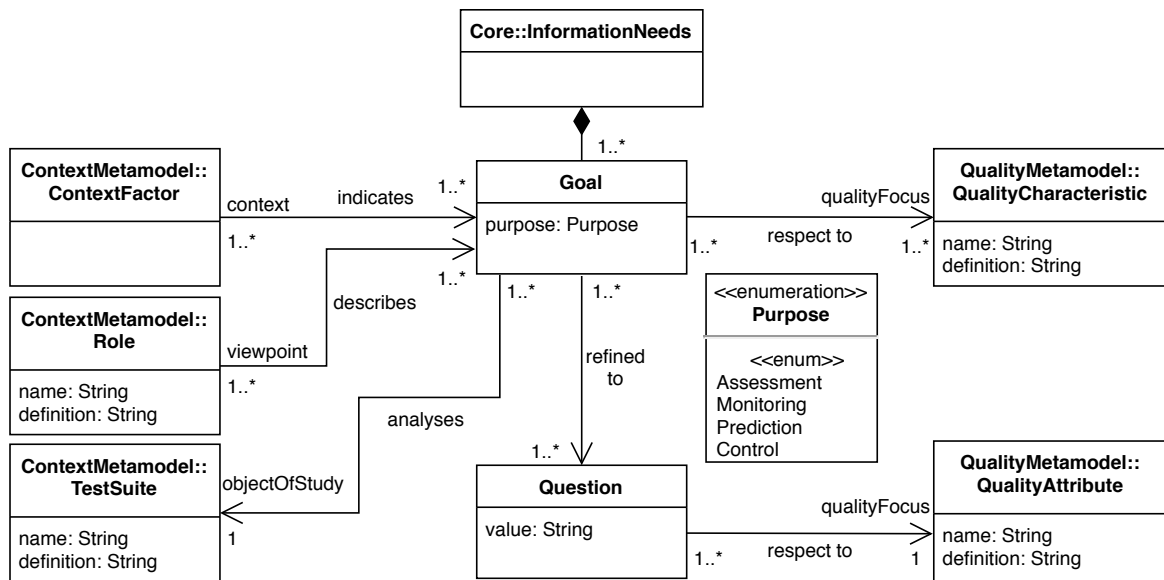 Core::InformationNeeds
1..*
ContextMetamodel::
ContextFactor
context
indicates
1..*
1..*
Goal
purpose: Purpose
qualityFocus
respect to
1..*
1..*
QualityMetamodel::
QualityCharacteristic
name: String
definition: String
ContextMetamodel::
Role
name: String
definition: String
viewpoint
1..*
describes
1..*
1..*
1..*
analyses
refined
to
<<enumeration>>
Purpose
<<enum>>
Assessment
Monitoring
Prediction
Control
ContextMetamodel::
TestSuite
name: String
definition: String
objectOfStudy
1
1..*
Question
value: String
qualityFocus
respect to
1..*
1
QualityMetamodel::
QualityAttribute
name: String
definition: String